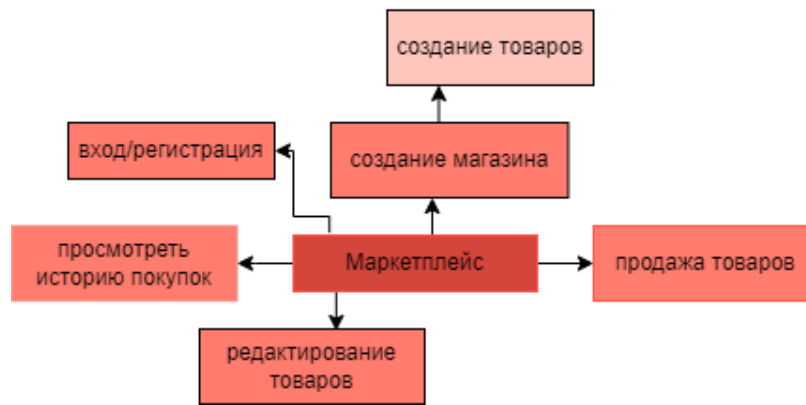 создание товаров
вход/регистрация
создание магазина
просмотреть
историю покупок
Маркетплейс
продажа товаров
редактирование
товаров